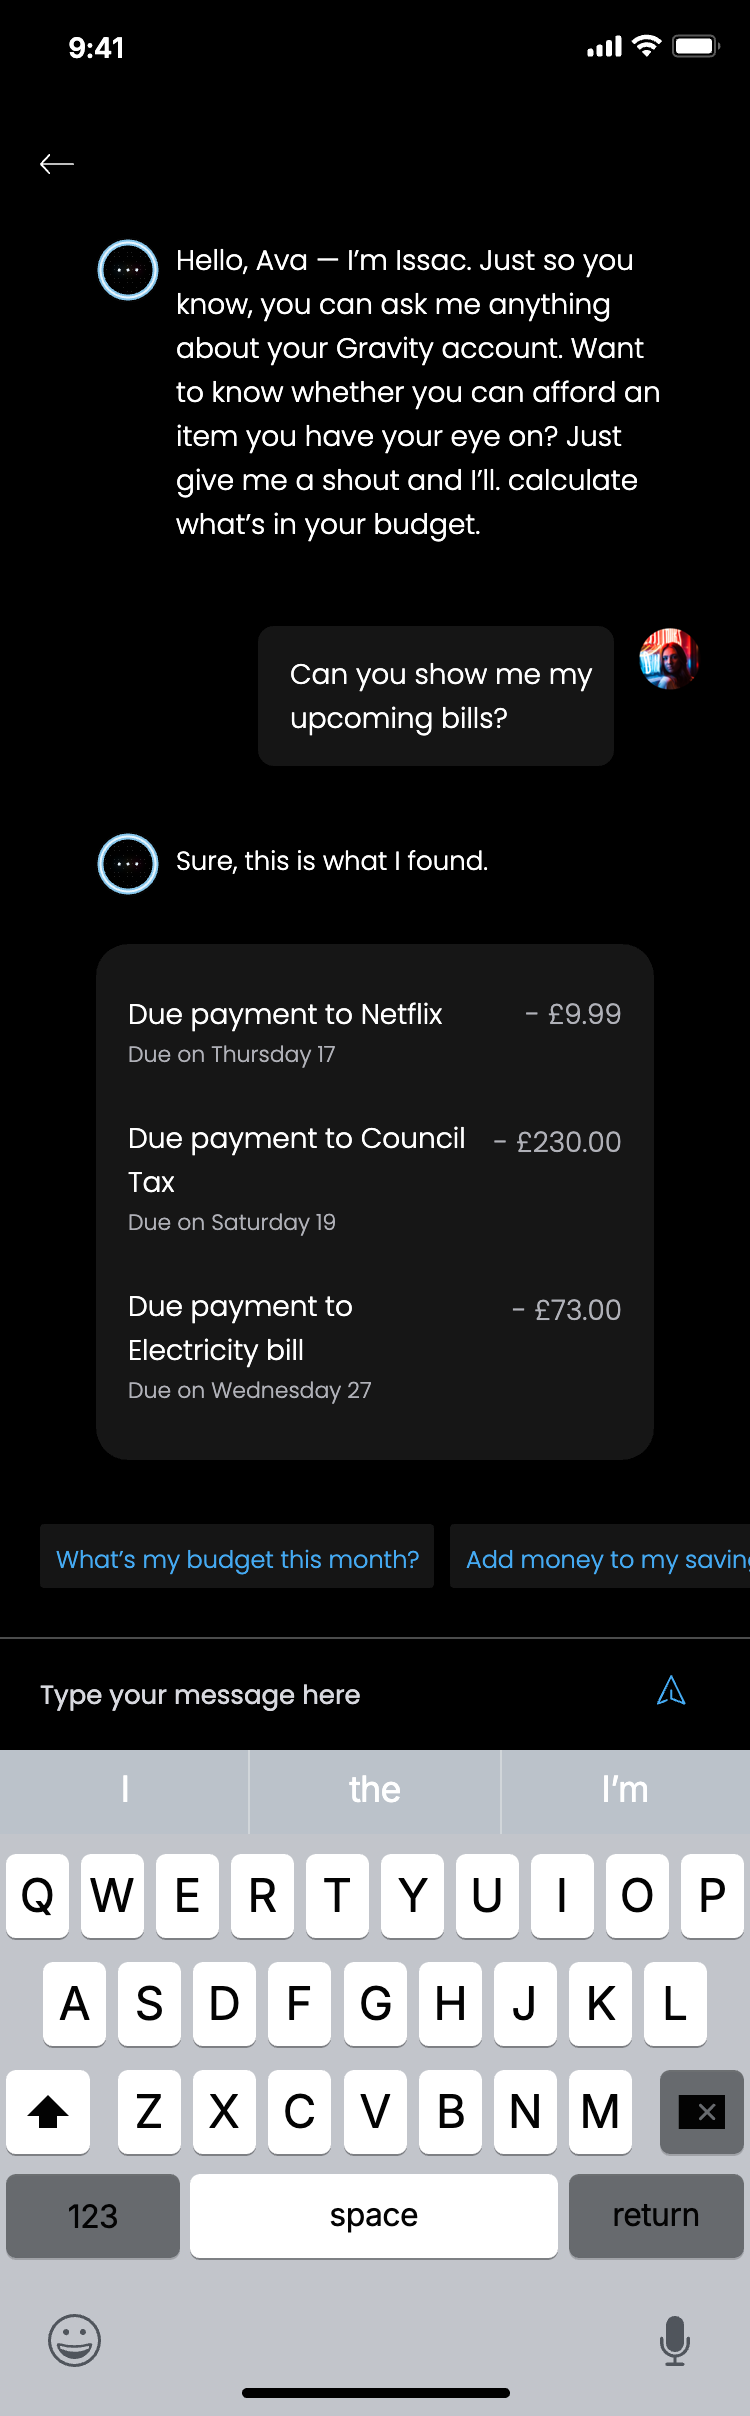 9:41
Hello, Ava — I’m Issac. Just so you
know, you can ask me anything
about your Gravity account. Want
to know whether you can afford an
item you have your eye on? Just
give me a shout and I’ll. calculate
what’s in your budget.
Can you show me my
upcoming bills?
Sure, this is what I found.
Due payment to Netflix - £9.99
Due on Thursday 17
Due payment to Council - £230.00
Tax
Due on Saturday 19
Due payment to - £73.00
Electricity bill
Due on Wednesday 27
What’s my budget this month? Add money to my saving
Type your message here
I the I’m
Q W E R T Y U I O P
A S D F G H J K L
Z X C V B N M
123 space return